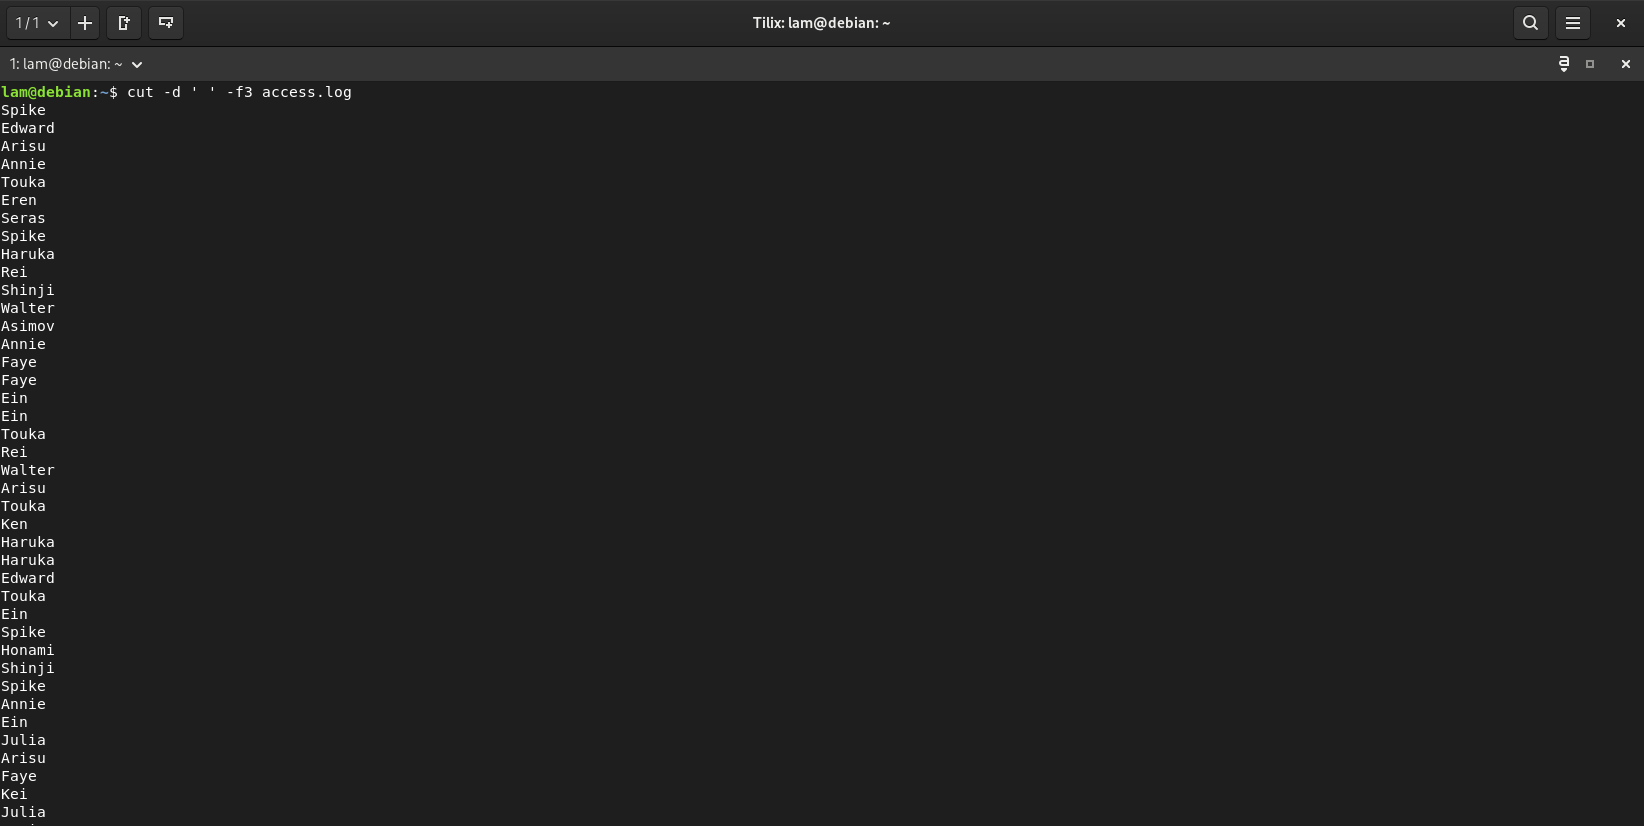 1 / 1
Tilix: lam@debian: ~
1: lam@debian: ~
lam@debian:~$ cut -d ' ' -f3 access.log
Spike
Edward
Arisu
Annie
Touka
Eren
Seras
Spike
Haruka
Rei
Shinji
Walter
Asimov
Annie
Faye
Faye
Ein
Ein
Touka
Rei
Walter
Arisu
Touka
Ken
Haruka
Haruka
Edward
Touka
Ein
Spike
Honami
Shinji
Spike
Annie
Ein
Julia
Arisu
Faye
Kei
Julia